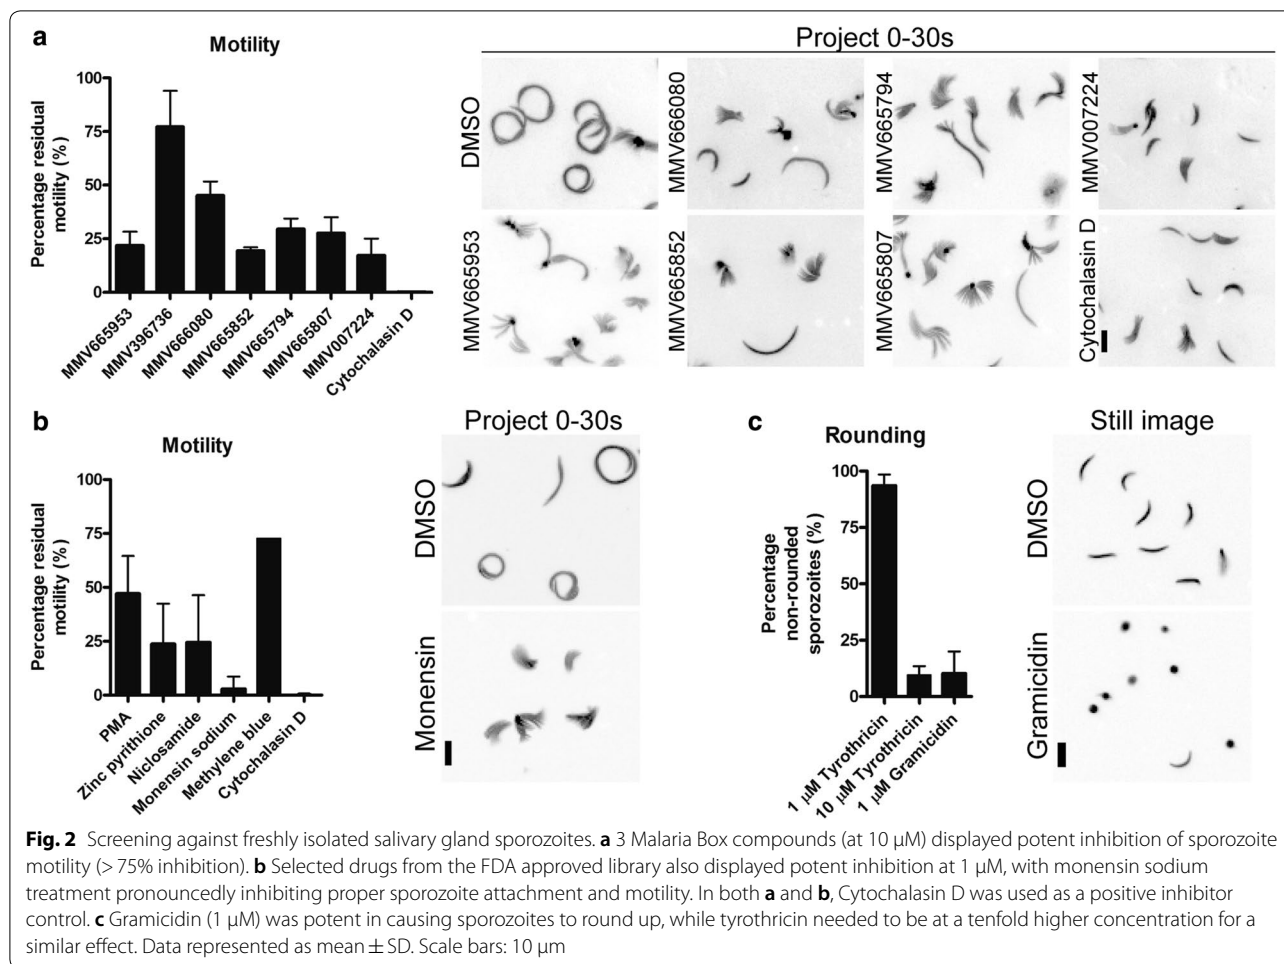 a
Motility
Percentage residual
motility (%)
100
75
50
25
0
MMV665953
MMV396736
MMV666080
MMV665852
MMV665794
MMV665807
MMV007224
Cytochalasin D
Project 0-30s
DMSO
MMV6666080
MMV665794
MMV007224
MMV665953
MMV665852
MMV665807
Cytochalasin D
b
Motility
Percentage residual
motility (%)
100
75
50
25
0
PMA
Zinc pyrithione
Niclosamide
Monensin sodium
Methylene blue
Cytochalasin D
Project 0-30s
DMSO
Monensin
c
Rounding
Percentage
non-rounded
sporozoites (%)
100
75
50
25
0
1 μM Tyrothricin
10 μM Tyrothricin
1 μM Gramicidin
Still image
DMSO
Gramicidin
Fig. 2 Screening against freshly isolated salivary gland sporozoites. a 3 Malaria Box compounds (at 10 μM) displayed potent inhibition of sporozoite
motility (> 75% inhibition). b Selected drugs from the FDA approved library also displayed potent inhibition at 1 μM, with monensin sodium
treatment pronouncedly inhibiting proper sporozoite attachment and motility. In both a and b, Cytochalasin D was used as a positive inhibitor
control. c Gramicidin (1 μM) was potent in causing sporozoites to round up, while tyrothricin needed to be at a tenfold higher concentration for a
similar effect. Data represented as mean ± SD. Scale bars: 10 μm